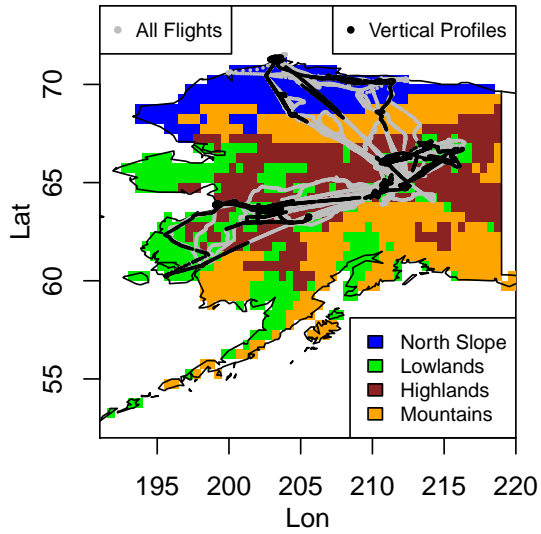 All Flights
Vertical Profiles
70
65
60
55
Lat
North Slope
Lowlands
Highlands
Mountains
195 200 205 210 215 220
Lon